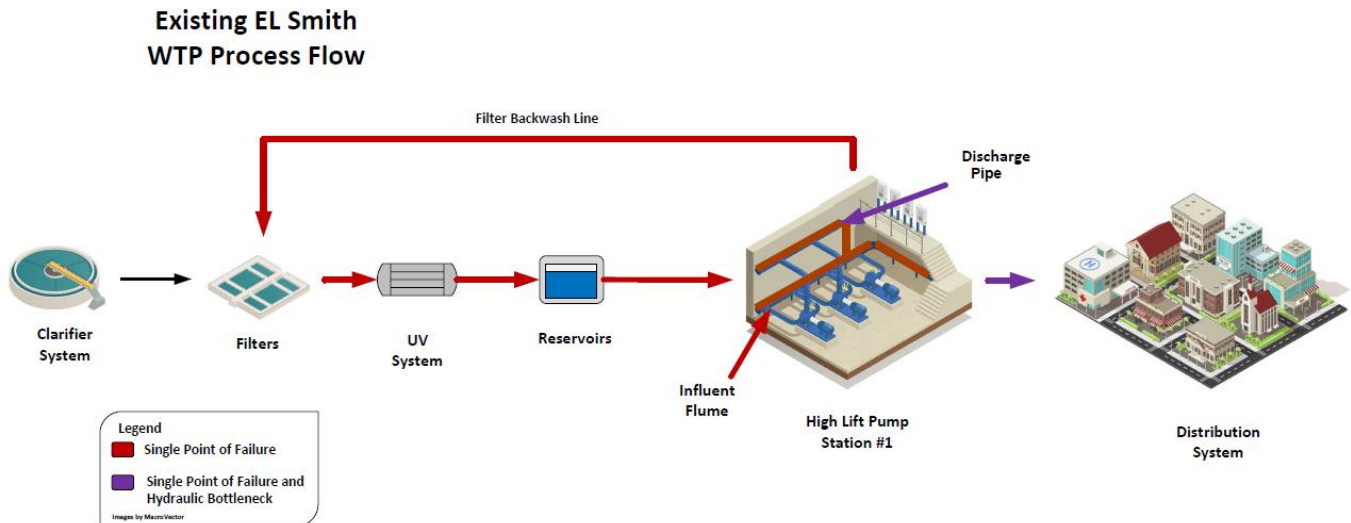 Existing EL Smith
WTP Process Flow
Filter Backwash Line
Discharge
Pipe
Clarifier
System
Filters
UV
System
Reservoirs
Influent
Flume
High Lift Pump
Station #1
Distribution
System
Legend
Single Point of Failure
Single Point of Failure and
Hydraulic Bottleneck
Images by MacroVector
H